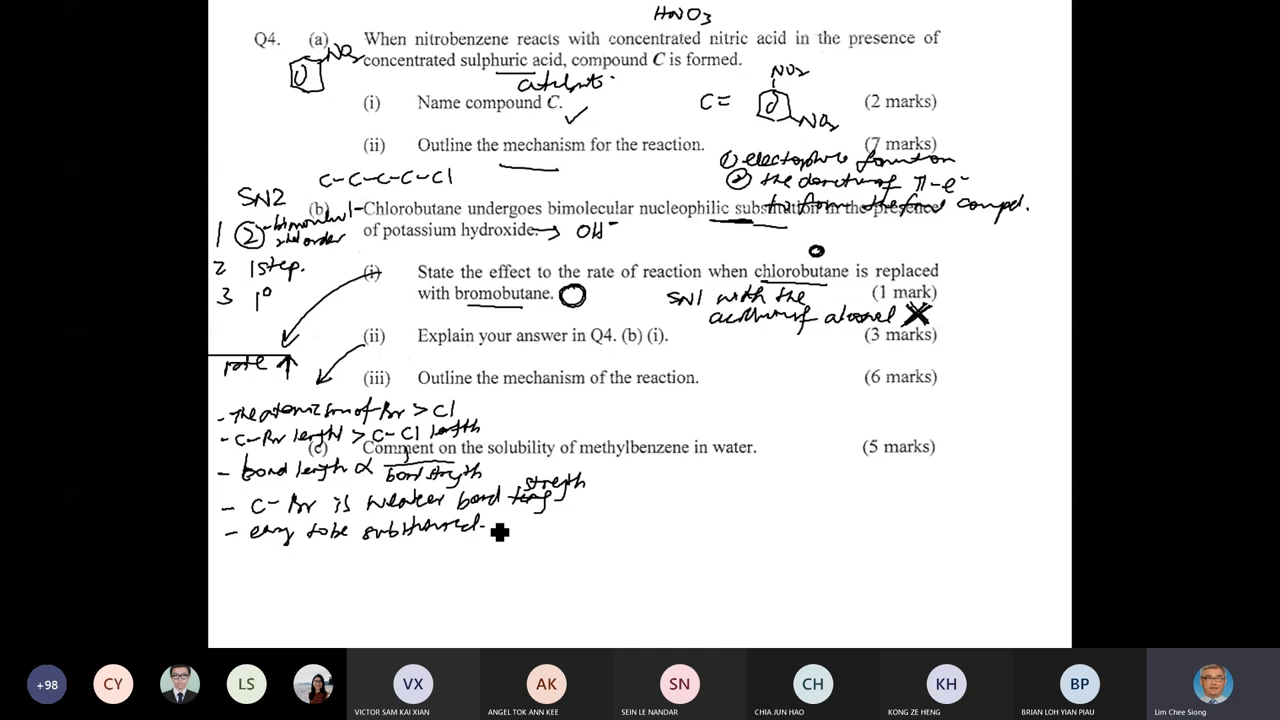 HNO3
Q4. (a) When nitrobenzene reacts with concentrated nitric acid in the presence of
NO2
concentrated sulphuric acid, compound C is formed.
NO2
(i) Name compound C.
C =
(2 marks)
NO2
(ii) Outline the mechanism for the reaction.
(7 marks)
① electophile formation
C-C-C-C-Cl
② the of π-e-
SN2
to form the compd.
(b) 1-Chlorobutane undergoes bimolecular nucleophilic substitution in the presence
of potassium hydroxide. → OH-
1 ② - 2nd order
2 1 step.
3 1°
(i) State the effect to the rate of reaction when chlorobutane is replaced
with bromobutane.
(1 mark)
SN1 with the
of
(ii) Explain your answer in Q4. (b) (i).
(3 marks)
rate ↑
(iii) Outline the mechanism of the reaction.
(6 marks)
- The atomic of Br > Cl
- C-Br length > C-Cl length
(c) Comment on the solubility of methylbenzene in water.
(5 marks)
- bond length ∝ 1
bond strength
- C-Br is weaker bond strength
- easy to be substituted-
+98
CY
LS
VX
AK
SN
CH
KH
BP
VICTOR SAM KAI XIAN
ANGEL TOK ANN KEE
SEIN LE NANDAR
CHIA JUN HAO
KONG ZE HENG
BRIAN LOH YIAN PIAU
Lim Chee Siong